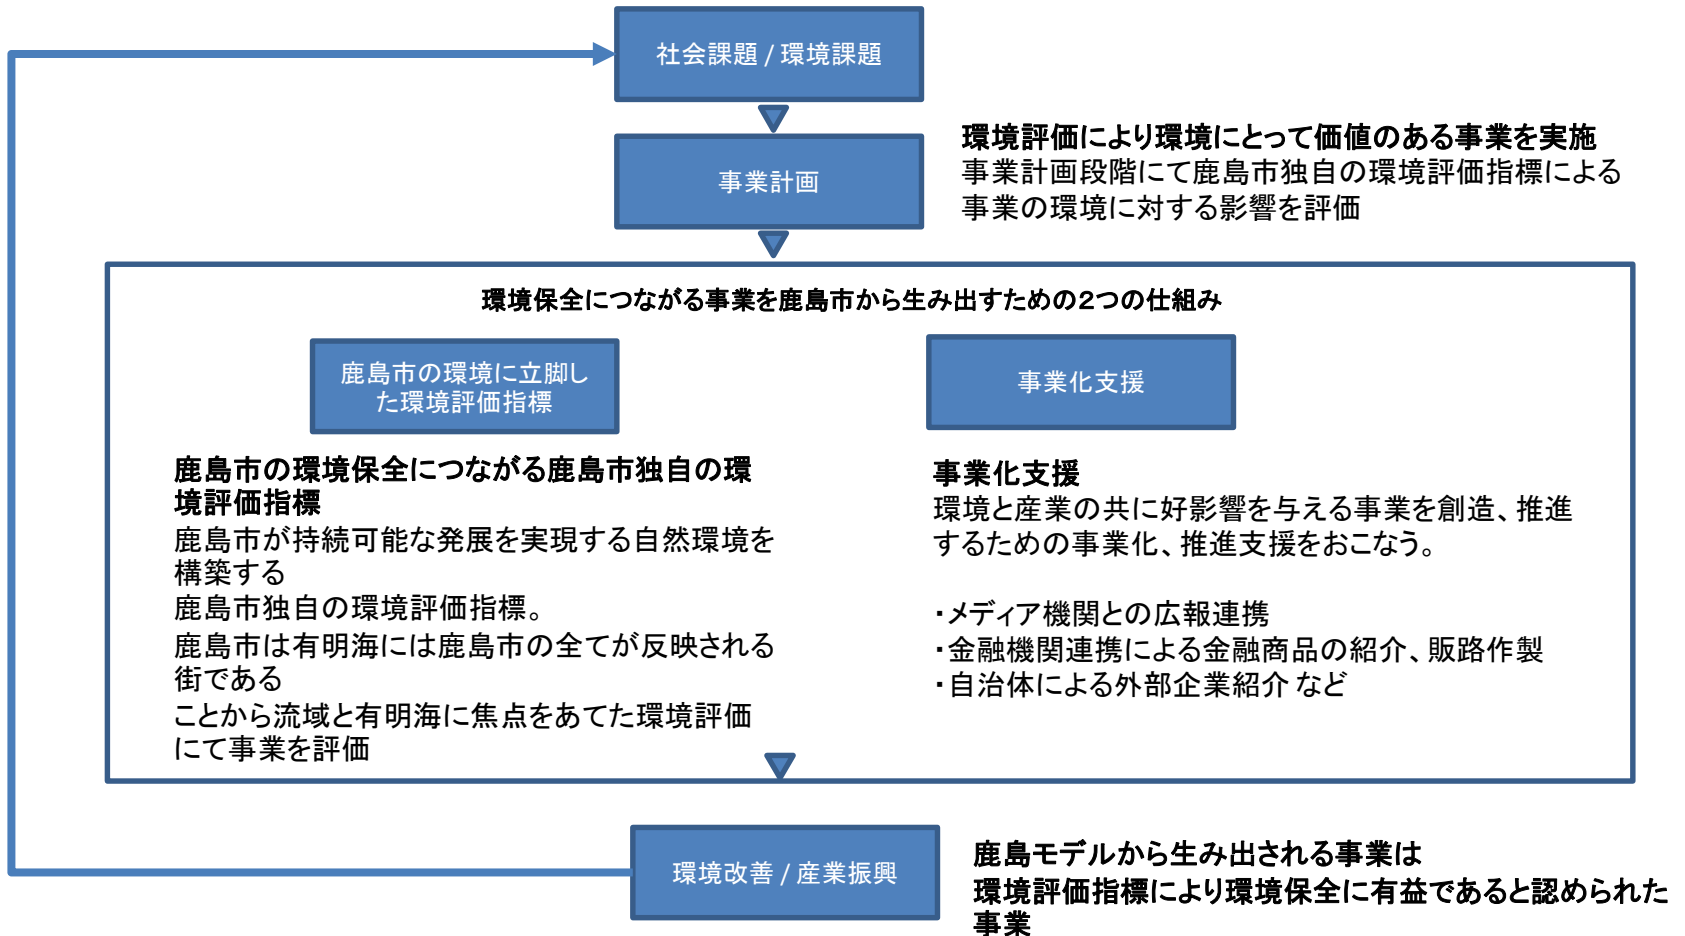 社会課題 / 環境課題
事業計画
環境評価により環境にとって価値のある事業を実施
事業計画段階にて鹿島市独自の環境評価指標による
事業の環境に対する影響を評価
環境保全につながる事業を鹿島市から生み出すための２つの仕組み
鹿島市の環境に立脚し
た環境評価指標
鹿島市の環境保全につながる鹿島市独自の環
境評価指標
鹿島市が持続可能な発展を実現する自然環境を
構築する
鹿島市独自の環境評価指標。
鹿島市は有明海には鹿島市の全てが反映される
街である
ことから流域と有明海に焦点をあてた環境評価
にて事業を評価
事業化支援
事業化支援
環境と産業の共に好影響を与える事業を創造、推進
するための事業化、推進支援をおこなう。
・メディア機関との広報連携
・金融機関連携による金融商品の紹介、販路作製
・自治体による外部企業紹介 など
環境改善 / 産業振興
鹿島モデルから生み出される事業は
環境評価指標により環境保全に有益であると認められた
事業